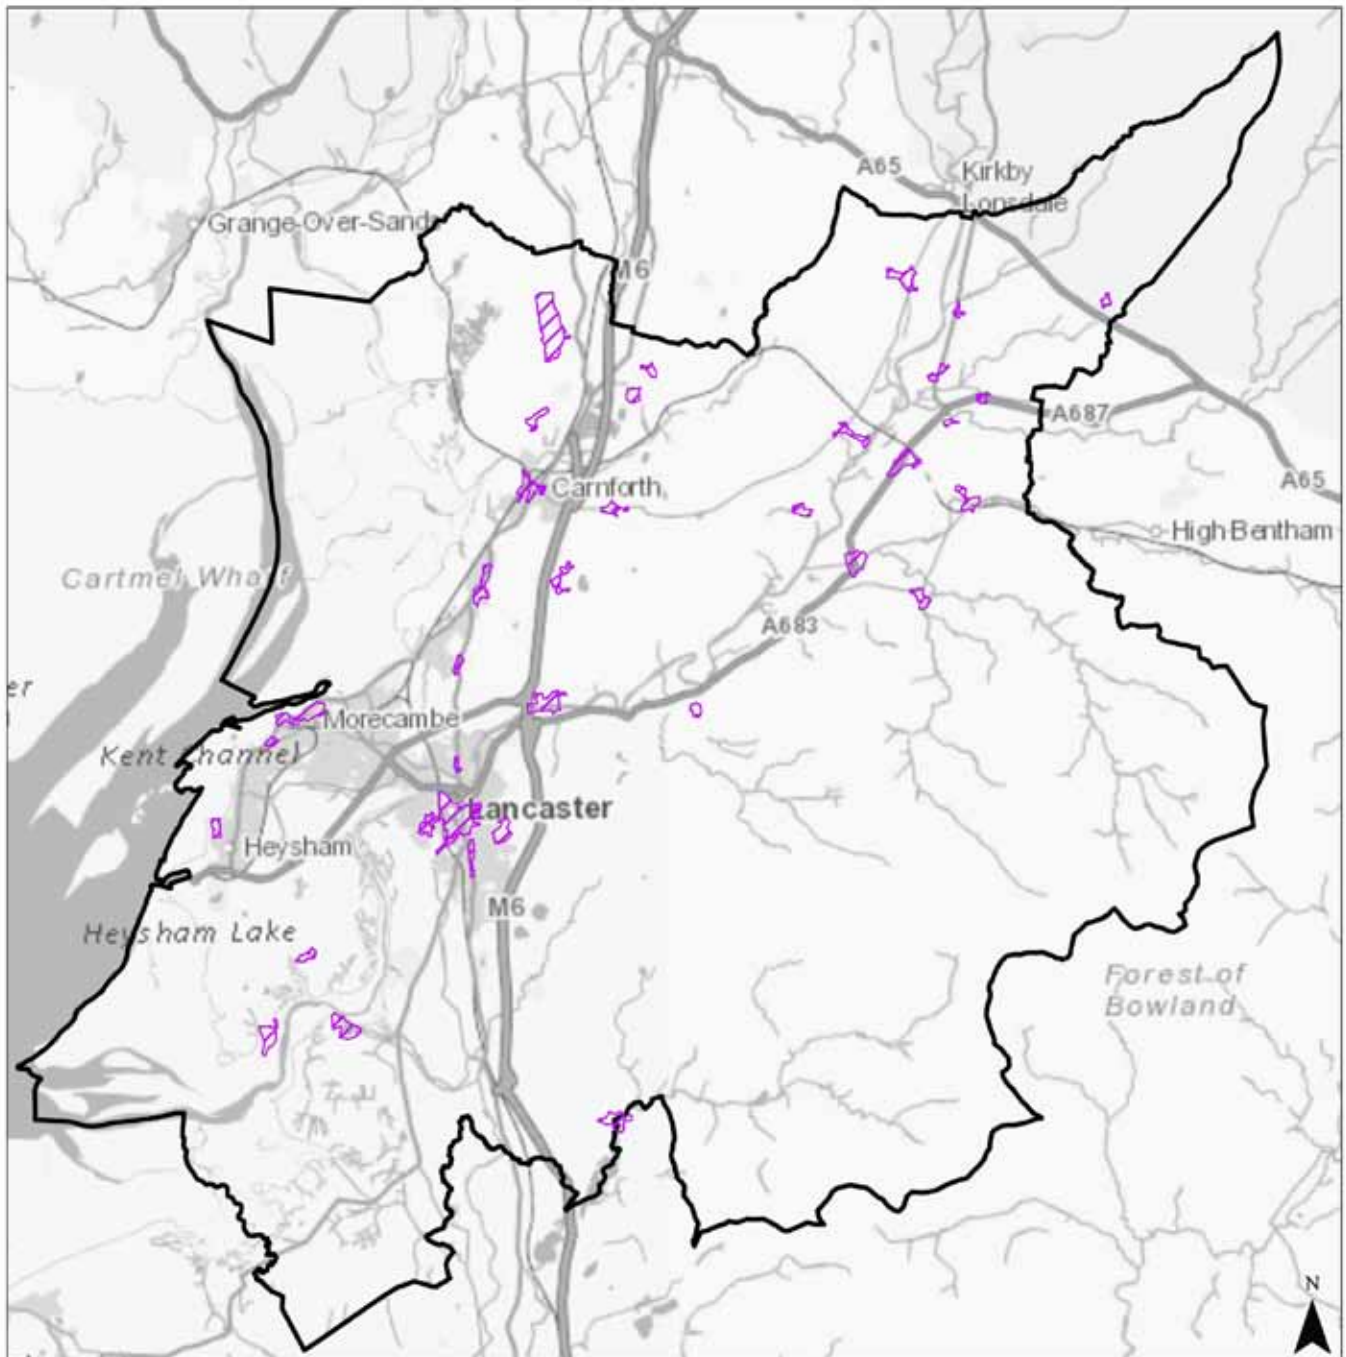 A65
Kirkby
Lonsdale
Grange-Over-Sands
M6
A687
A65
Carnforth
High Bentham
Cartmel Wharf
A683
er
Morecambe
Kent Channel
Lancaster
Heysham
M6
Heysham Lake
Forest of
Bowland
N